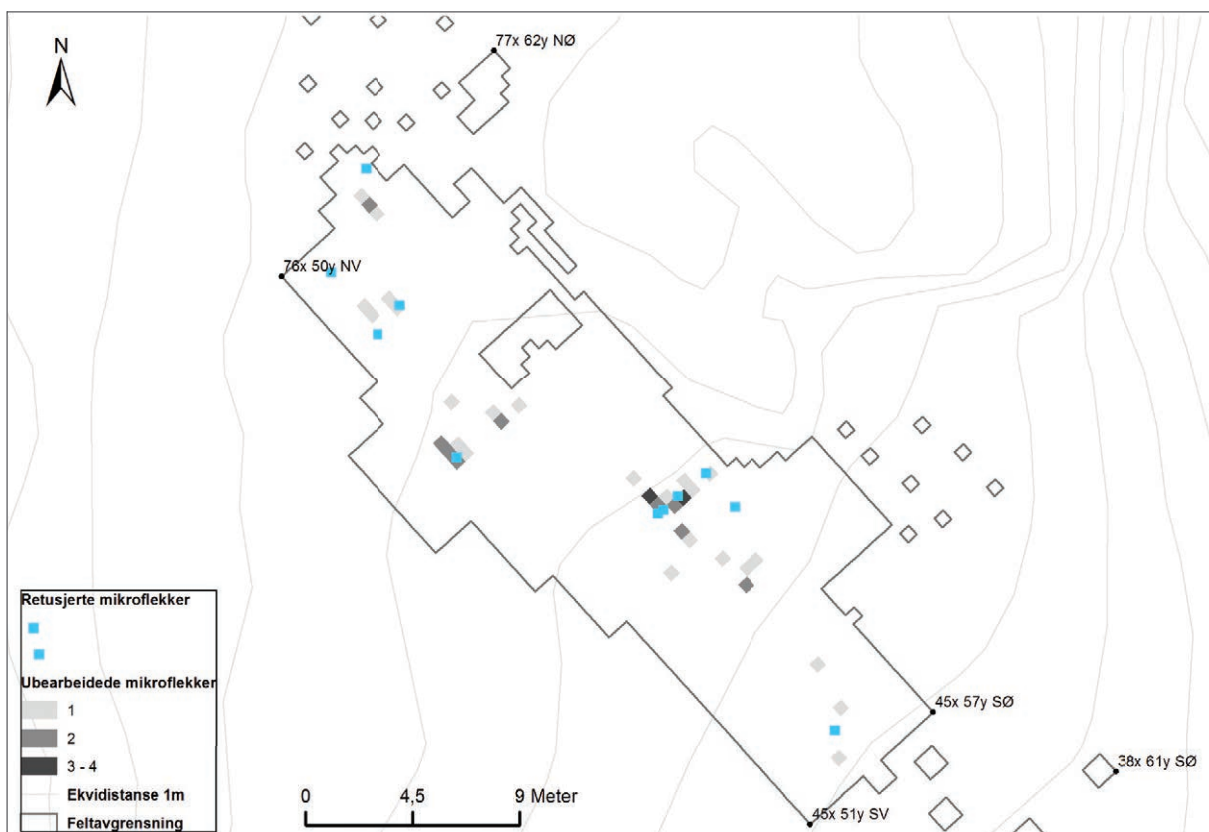 77x 62y NØ
N
76x 50y NV
45x 57y SØ
38x 61y SØ
45x 51y SV
Retusjerte mikroflekker
Ubearbeidede mikroflekker
1
2
3 - 4
Ekvidistanse 1m
Feltavgrensning
0 4,5 9 Meter